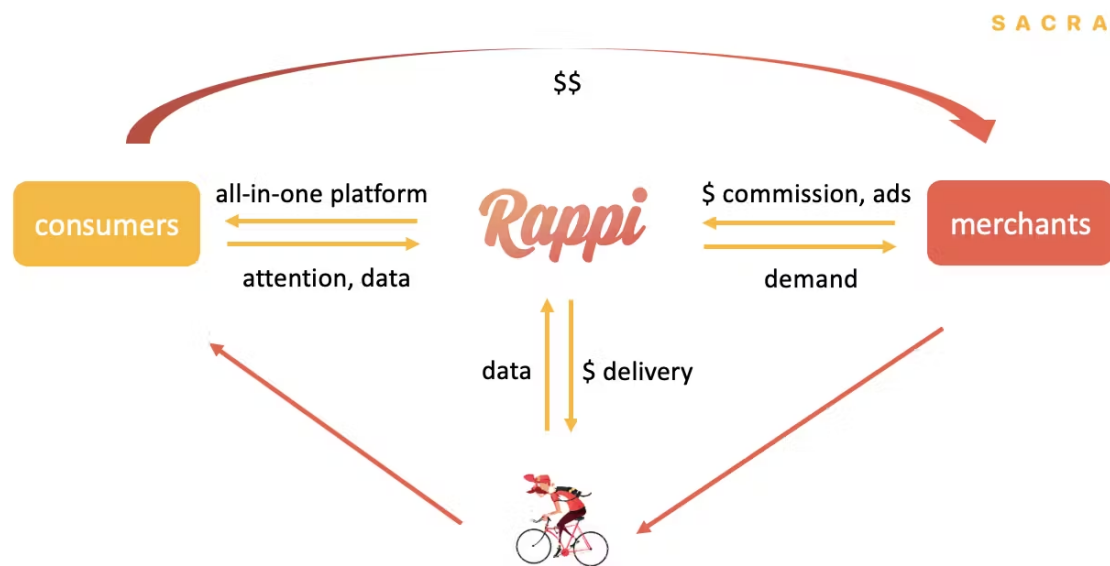 SACRA
$$
all-in-one platform
$ commission, ads
consumers
Rappi
merchants
attention, data
demand
data
$ delivery